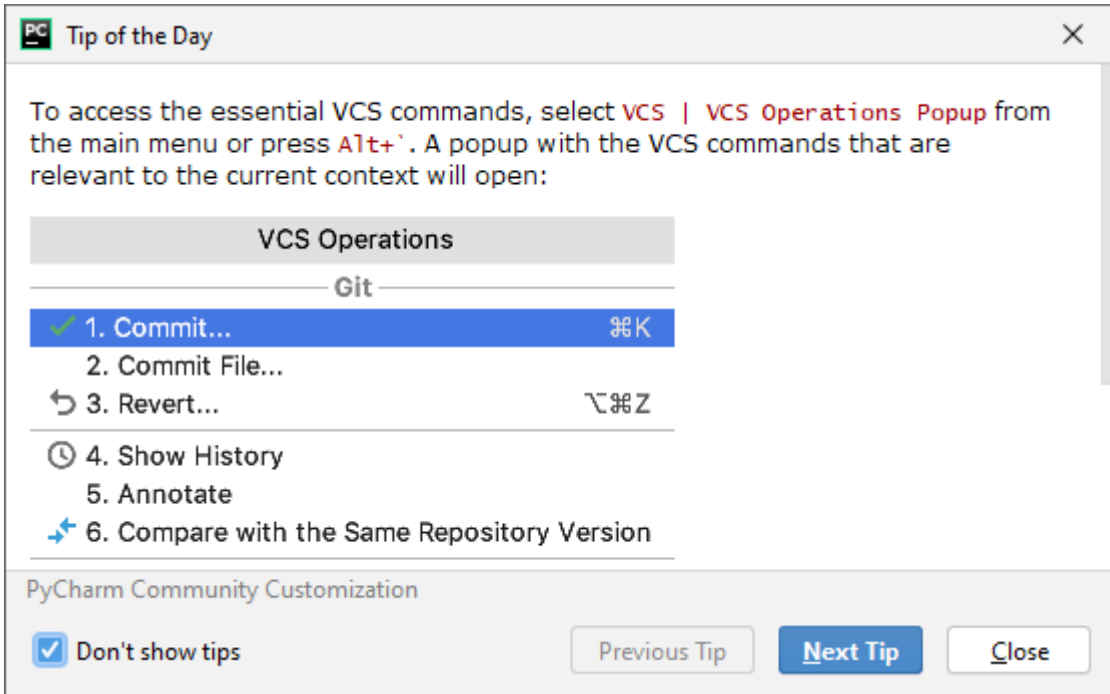 PC Tip of the Day
To access the essential VCS commands, select VCS | VCS Operations Popup from
the main menu or press Alt+`. A popup with the VCS commands that are
relevant to the current context will open:
VCS Operations
Git
1. Commit... ⌘K
2. Commit File...
3. Revert... ⌥⌘Z
4. Show History
5. Annotate
6. Compare with the Same Repository Version
PyCharm Community Customization
Don't show tips Previous Tip Next Tip Close